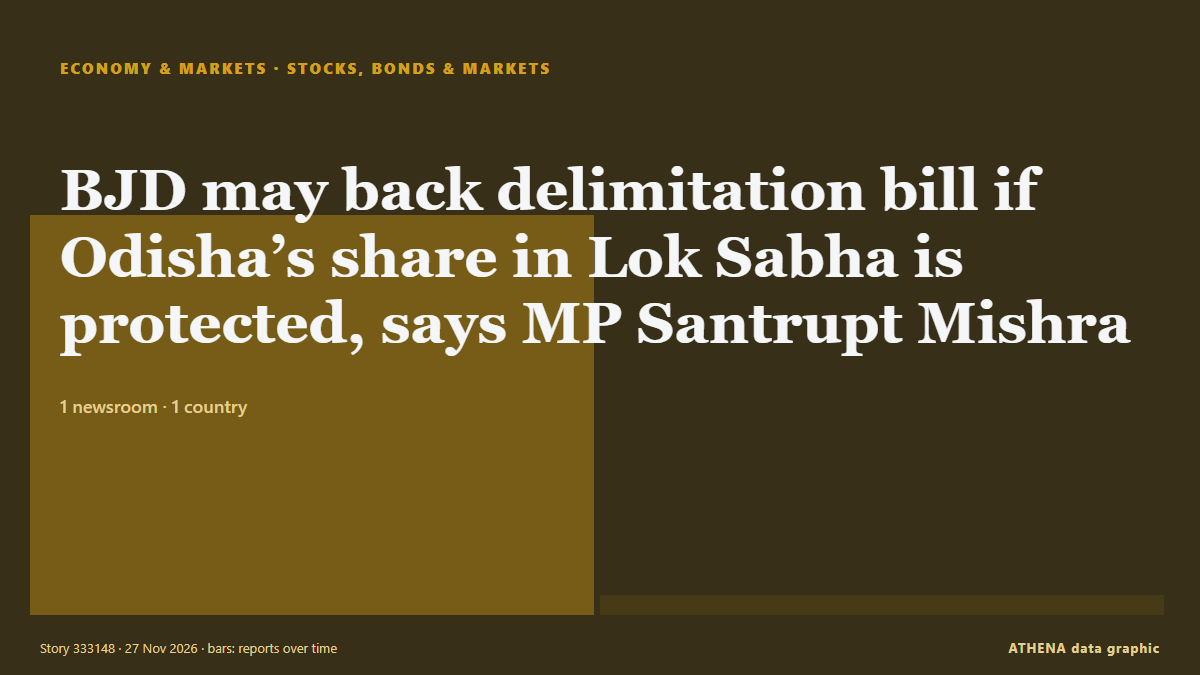 ECONOMY & MARKETS · STOCKS, BONDS & MARKETS
BJD may back delimitation bill if
Odisha’s share in Lok Sabha is
protected, says MP Santrupt Mishra
1 newsroom · 1 country
Story 333148 · 27 Nov 2026 · bars: reports over time
ATHENA data graphic